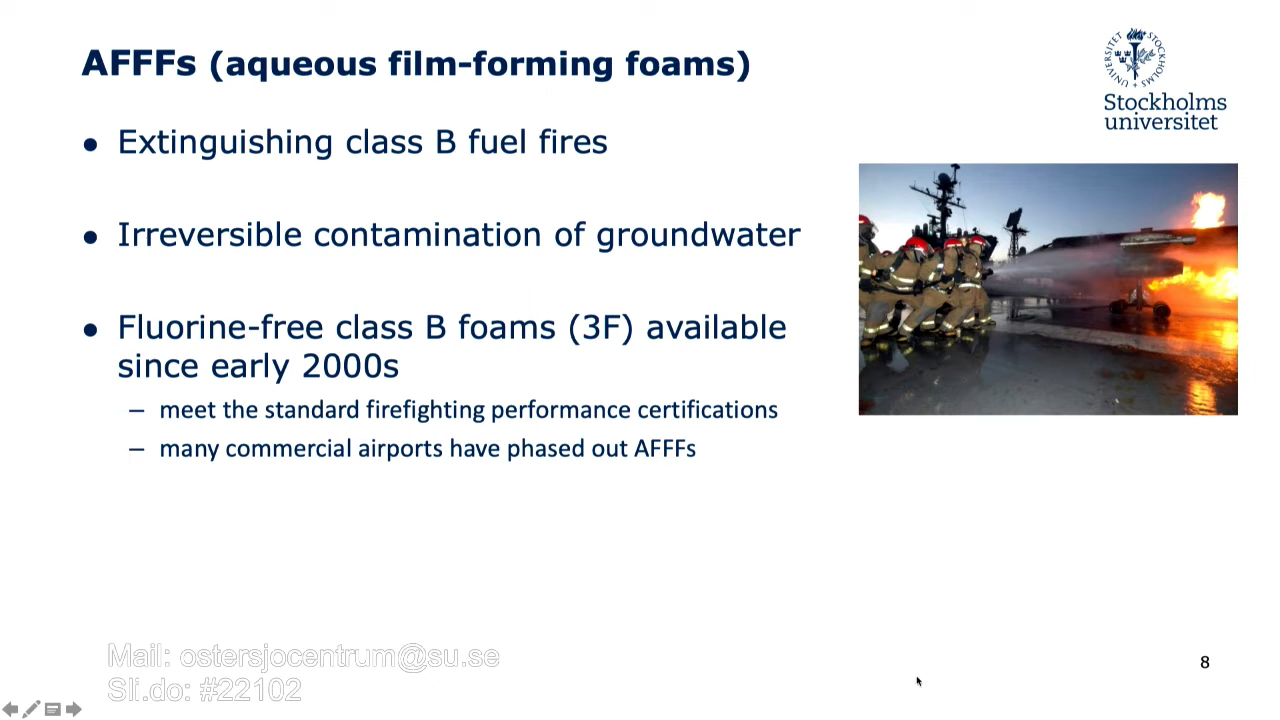 AFFFs (aqueous film-forming foams)
Stockholms
universitet
● Extinguishing class B fuel fires
● Irreversible contamination of groundwater
● Fluorine-free class B foams (3F) available
since early 2000s
– meet the standard firefighting performance certifications
– many commercial airports have phased out AFFFs
Mail: ostersjocentrum@su.se
Sli.do: #22102
8